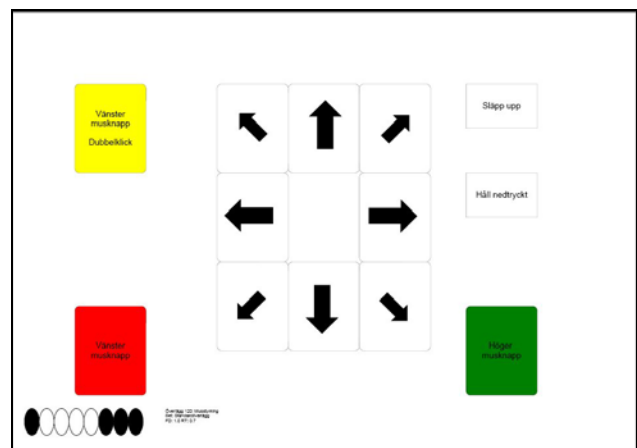 Vänster
musknapp
Dubbelklick
Släpp upp
Håll nedtryckt
Vänster
musknapp
Höger
musknapp